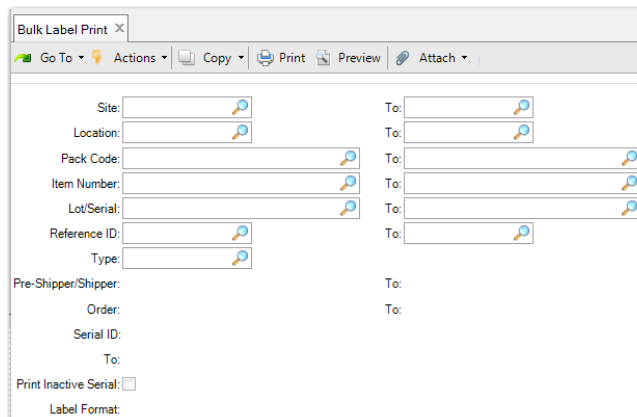 Bulk Label Print
Go To Actions Copy Print Preview Attach
Site: To:
Location: To:
Pack Code: To:
Item Number: To:
Lot/Serial: To:
Reference ID: To:
Type:
Pre-Shipper/Shipper: To:
Order: To:
Serial ID:
To:
Print Inactive Serial:
Label Format: